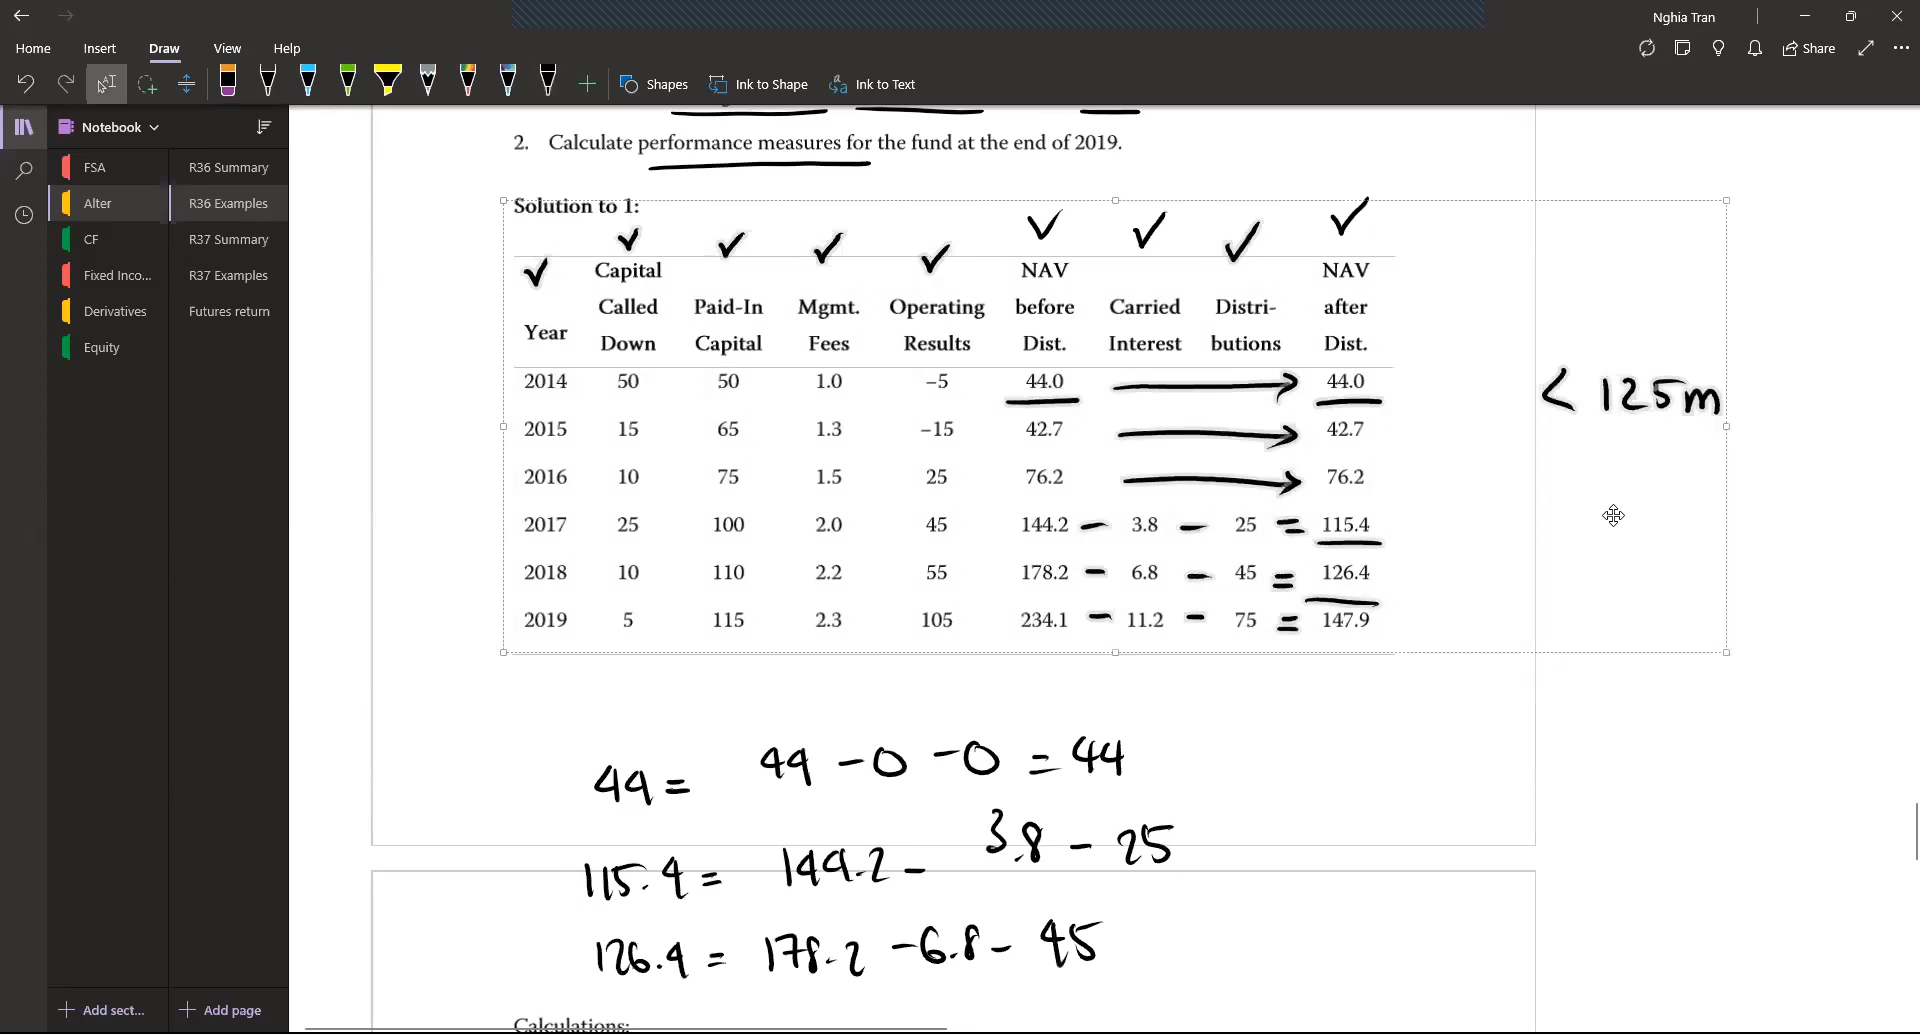 Nghia Tran
Home Insert Draw View Help
Share
Shapes Ink to Shape Ink to Text
Notebook
FSA
Alter
CF
Fixed Inco...
Derivatives
Equity
R36 Summary
R36 Examples
R37 Summary
R37 Examples
Futures return
Add sect...
Add page
2. Calculate performance measures for the fund at the end of 2019.
Solution to 1:
Year Capital Called Down Paid-In Capital Mgmt. Fees Operating Results NAV before Dist. Carried Interest Distri- butions NAV after Dist.
2014 50 50 1.0 –5 44.0 44.0
2015 15 65 1.3 –15 42.7 42.7
2016 10 75 1.5 25 76.2 76.2
2017 25 100 2.0 45 144.2 - 3.8 - 25 = 115.4
2018 10 110 2.2 55 178.2 - 6.8 - 45 = 126.4
2019 5 115 2.3 105 234.1 - 11.2 - 75 = 147.9
< 125m
44 = 44 - 0 - 0 = 44
115.4 = 144.2 - 3.8 - 25
126.4 = 178.2 - 6.8 - 45
Calculations: